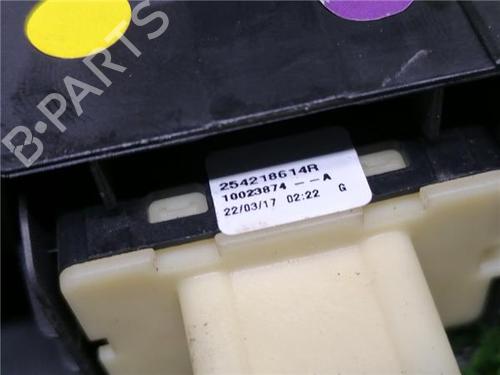 B-PARTS
254218614R
10023874 --A
22/03/17 02:22 G